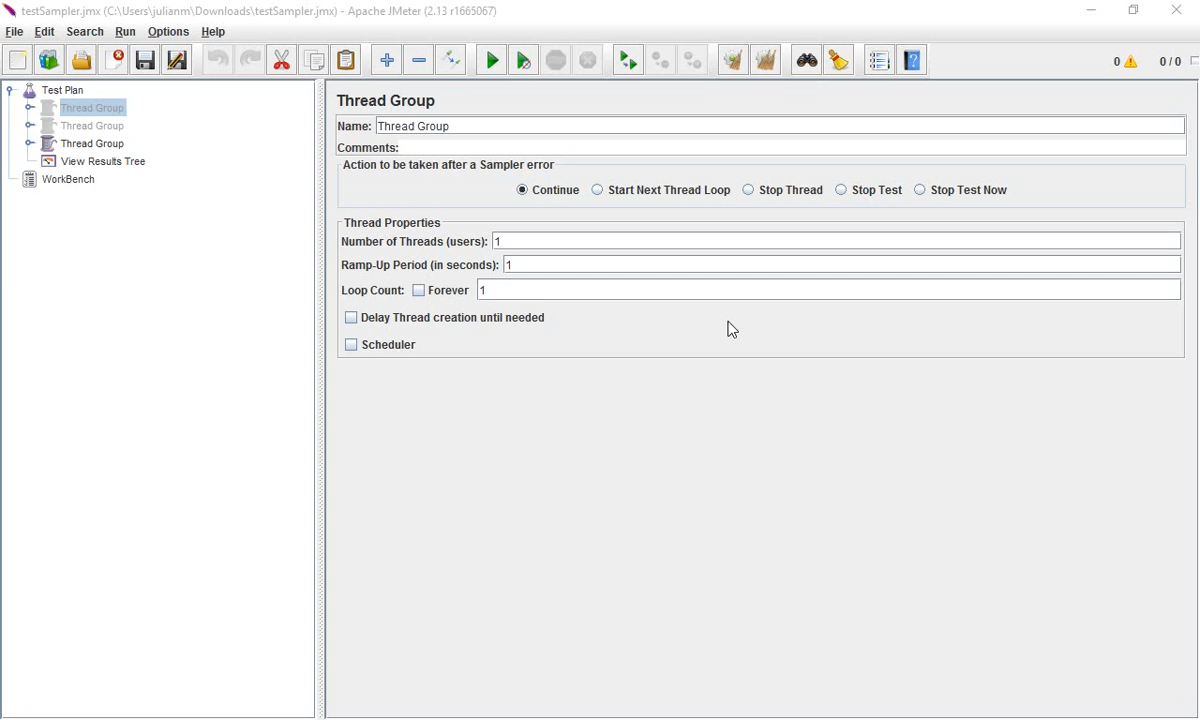 testSampler.jmx (C:\Users\julianm\Downloads\testSampler.jmx) - Apache JMeter (2.13 r1665067)
File Edit Search Run Options Help
0 0 / 0
Test Plan
Thread Group
Thread Group
Thread Group
View Results Tree
WorkBench
Thread Group
Name: Thread Group
Comments:
Action to be taken after a Sampler error
Continue Start Next Thread Loop Stop Thread Stop Test Stop Test Now
Thread Properties
Number of Threads (users): 1
Ramp-Up Period (in seconds): 1
Loop Count: Forever 1
Delay Thread creation until needed
Scheduler